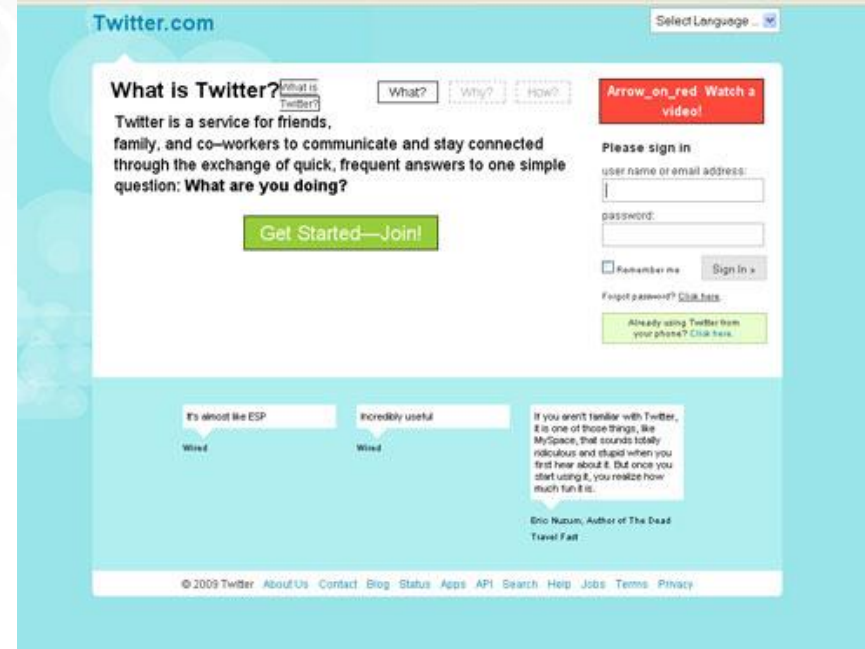 Twitter.com
Select Language ...
What is Twitter?
What is
Twitter?
What?
Why?
How?
Twitter is a service for friends,
family, and co–workers to communicate and stay connected
through the exchange of quick, frequent answers to one simple
question: What are you doing?
Get Started—Join!
Arrow_on_red Watch a
video!
Please sign in
user name or email address:
password:
Remember me
Sign In »
Forgot password? Click here.
Already using Twitter from
your phone? Click here.
It's almost like ESP
Wired
Incredibly useful
Wired
If you aren't familiar with Twitter,
it is one of those things, like
MySpace, that sounds totally
ridiculous and stupid when you
first hear about it. But once you
start using it, you realize how
much fun it is.
Eric Nuzum, Author of The Dead
Travel Fast
© 2009 Twitter About Us Contact Blog Status Apps API Search Help Jobs Terms Privacy